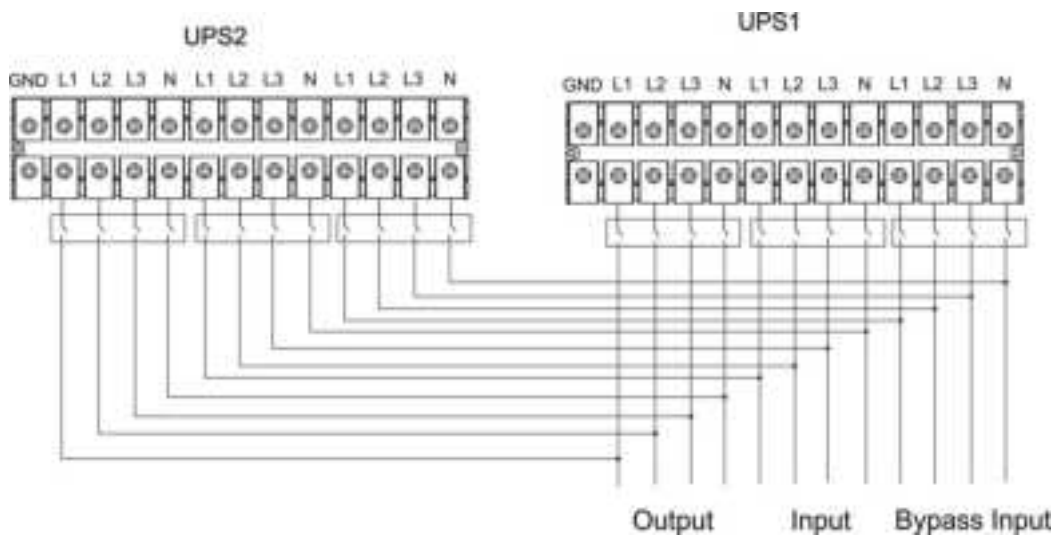 UPS2
UPS1
GND L1 L2 L3 N L1 L2 L3 N L1 L2 L3 N
GND L1 L2 L3 N L1 L2 L3 N L1 L2 L3 N
Output
Input
Bypass Input